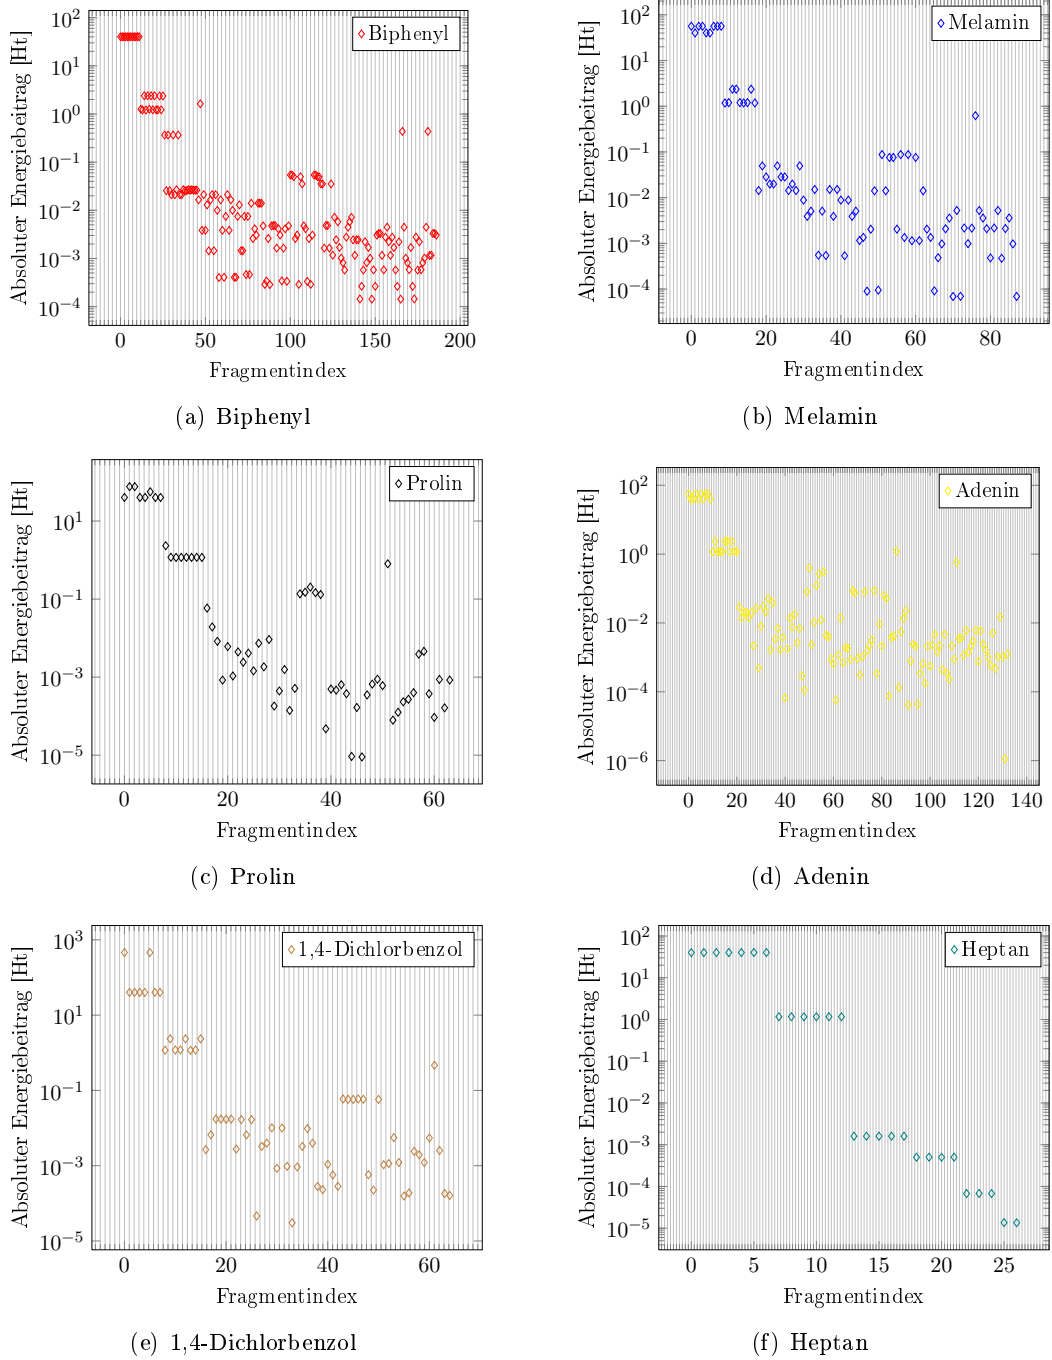 Absoluter Energiebeitrag [Ht]
10^2
10^1
10^0
10^-1
10^-2
10^-3
10^-4
Biphenyl
0 50 100 150 200
Fragmentindex
(a) Biphenyl
Absoluter Energiebeitrag [Ht]
10^2
10^1
10^0
10^-1
10^-2
10^-3
10^-4
Melamin
0 20 40 60 80
Fragmentindex
(b) Melamin
Absoluter Energiebeitrag [Ht]
10^1
10^-1
10^-3
10^-5
Prolin
0 20 40 60
Fragmentindex
(c) Prolin
Absoluter Energiebeitrag [Ht]
10^2
10^0
10^-2
10^-4
10^-6
Adenin
0 20 40 60 80 100 120 140
Fragmentindex
(d) Adenin
Absoluter Energiebeitrag [Ht]
10^3
10^1
10^-1
10^-3
10^-5
1,4-Dichlorbenzol
0 20 40 60
Fragmentindex
(e) 1,4-Dichlorbenzol
Absoluter Energiebeitrag [Ht]
10^2
10^1
10^0
10^-1
10^-2
10^-3
10^-4
10^-5
Heptan
0 5 10 15 20 25
Fragmentindex
(f) Heptan